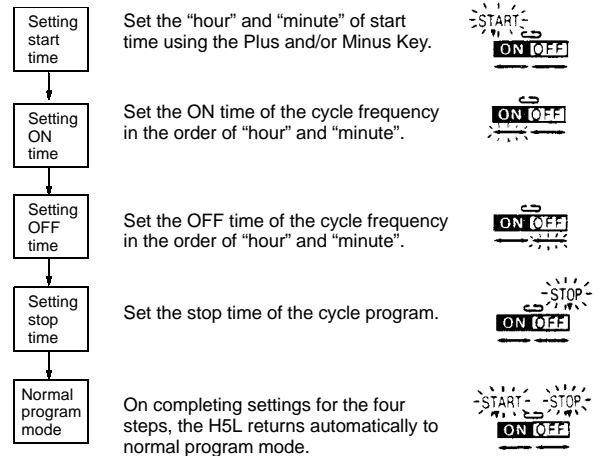 Setting
start
time
Set the “hour” and “minute” of start
time using the Plus and/or Minus Key.
START
ON OFF
Setting
ON
time
Set the ON time of the cycle frequency
in the order of “hour” and “minute”.
ON OFF
Setting
OFF
time
Set the OFF time of the cycle frequency
in the order of “hour” and “minute”.
ON OFF
Setting
stop
time
Set the stop time of the cycle program.
STOP
ON OFF
Normal
program
mode
On completing settings for the four
steps, the H5L returns automatically to
normal program mode.
START STOP
ON OFF